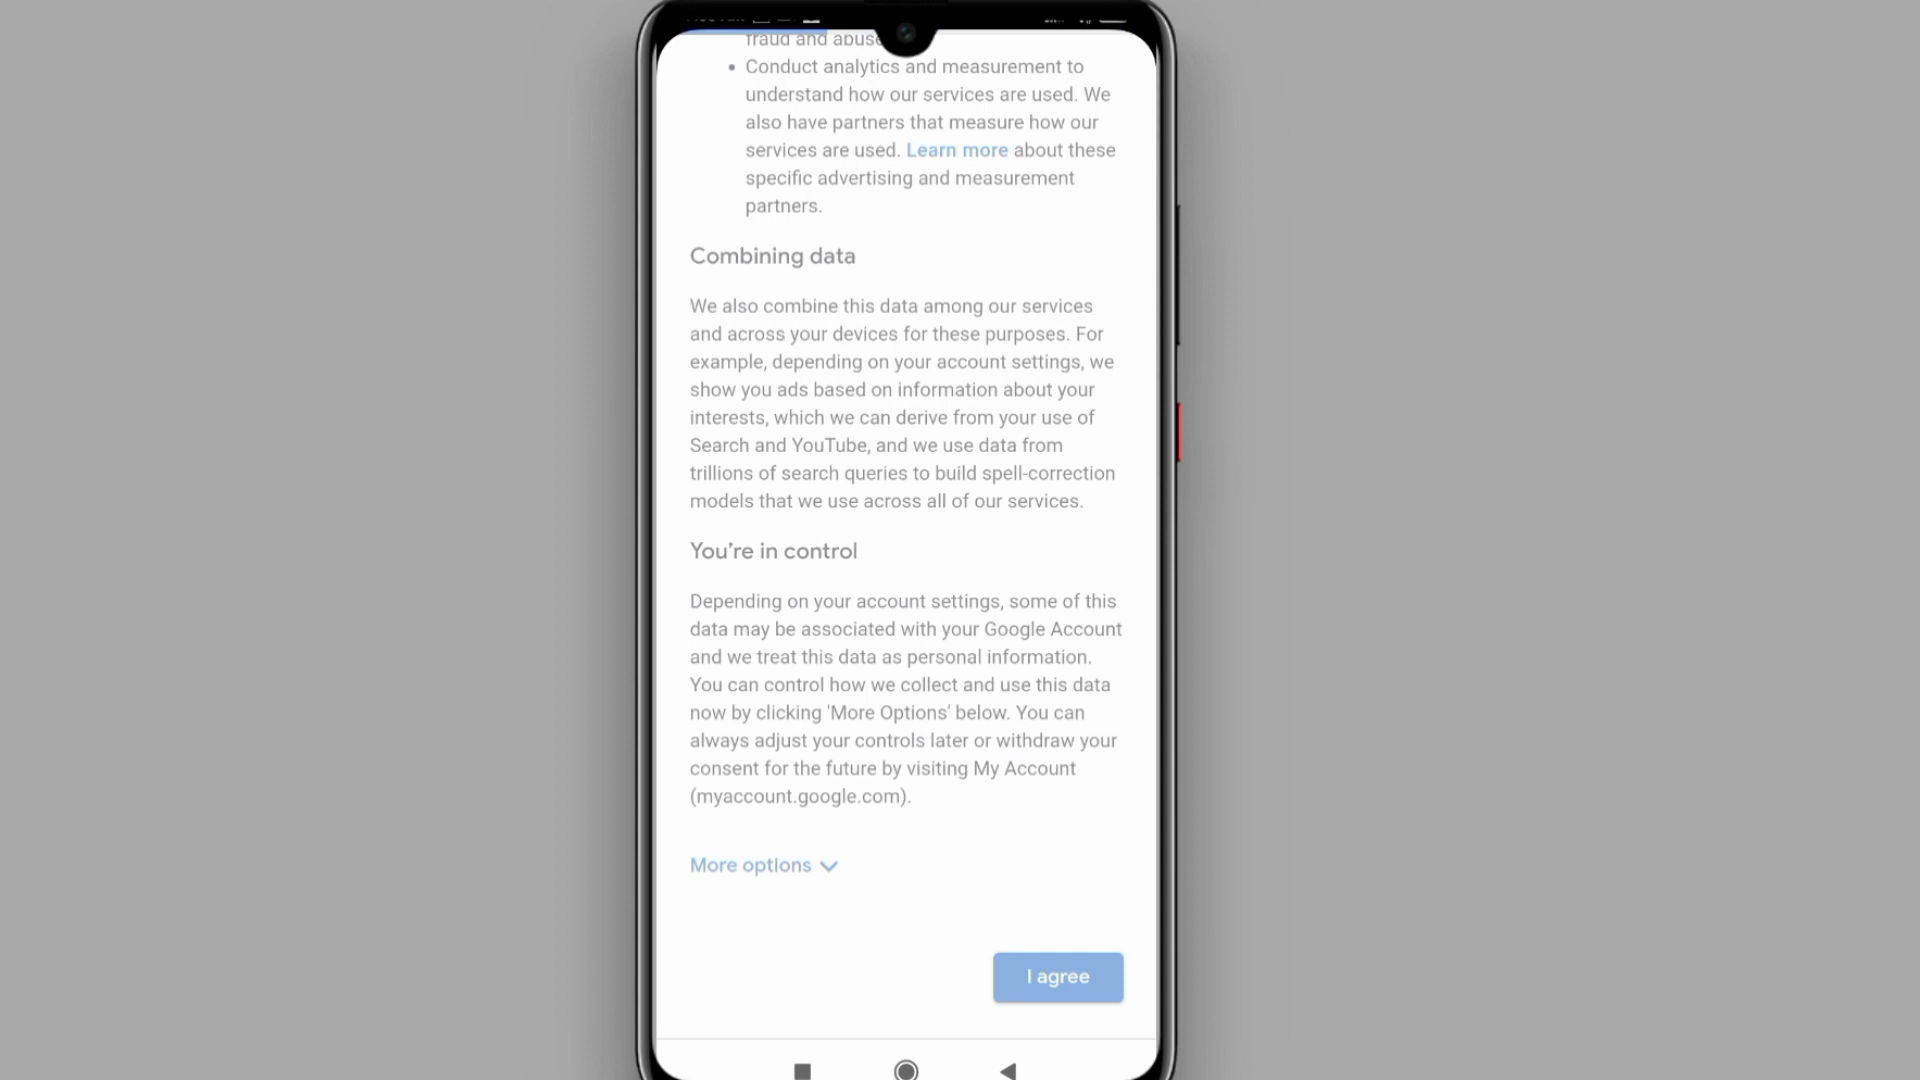 fraud and abuse
• Conduct analytics and measurement to
understand how our services are used. We
also have partners that measure how our
services are used. Learn more about these
specific advertising and measurement
partners.
Combining data
We also combine this data among our services
and across your devices for these purposes. For
example, depending on your account settings, we
show you ads based on information about your
interests, which we can derive from your use of
Search and YouTube, and we use data from
trillions of search queries to build spell-correction
models that we use across all of our services.
You’re in control
Depending on your account settings, some of this
data may be associated with your Google Account
and we treat this data as personal information.
You can control how we collect and use this data
now by clicking 'More Options' below. You can
always adjust your controls later or withdraw your
consent for the future by visiting My Account
(myaccount.google.com).
More options
I agree